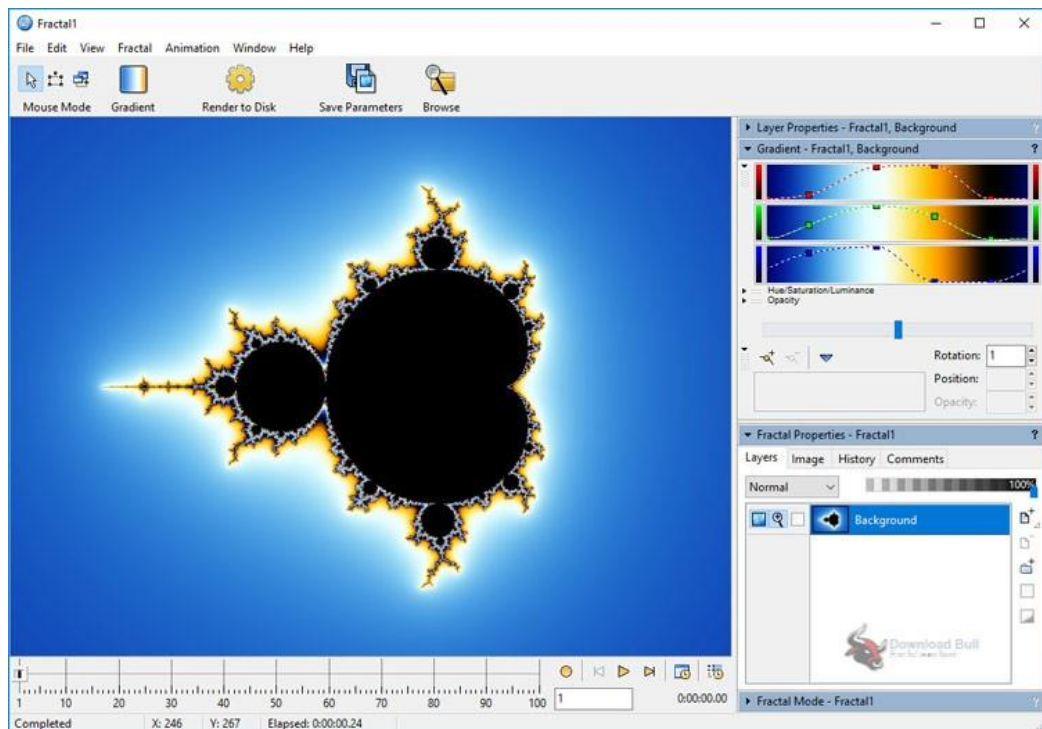 Fractal1
File Edit View Fractal Animation Window Help
Mouse Mode Gradient Render to Disk Save Parameters Browse
Layer Properties - Fractal1, Background ?
Gradient - Fractal1, Background ?
Hue/Saturation/Luminance
Opacity
Rotation: 1
Position:
Opacity:
Fractal Properties - Fractal1 ?
Layers Image History Comments
Normal 100%
Background
Download Bull
1 10 20 30 40 50 60 70 80 90 100
1 0:00:00.00
Fractal Mode - Fractal1 ?
Completed X: 246 Y: 267 Elapsed: 0:00:00.24